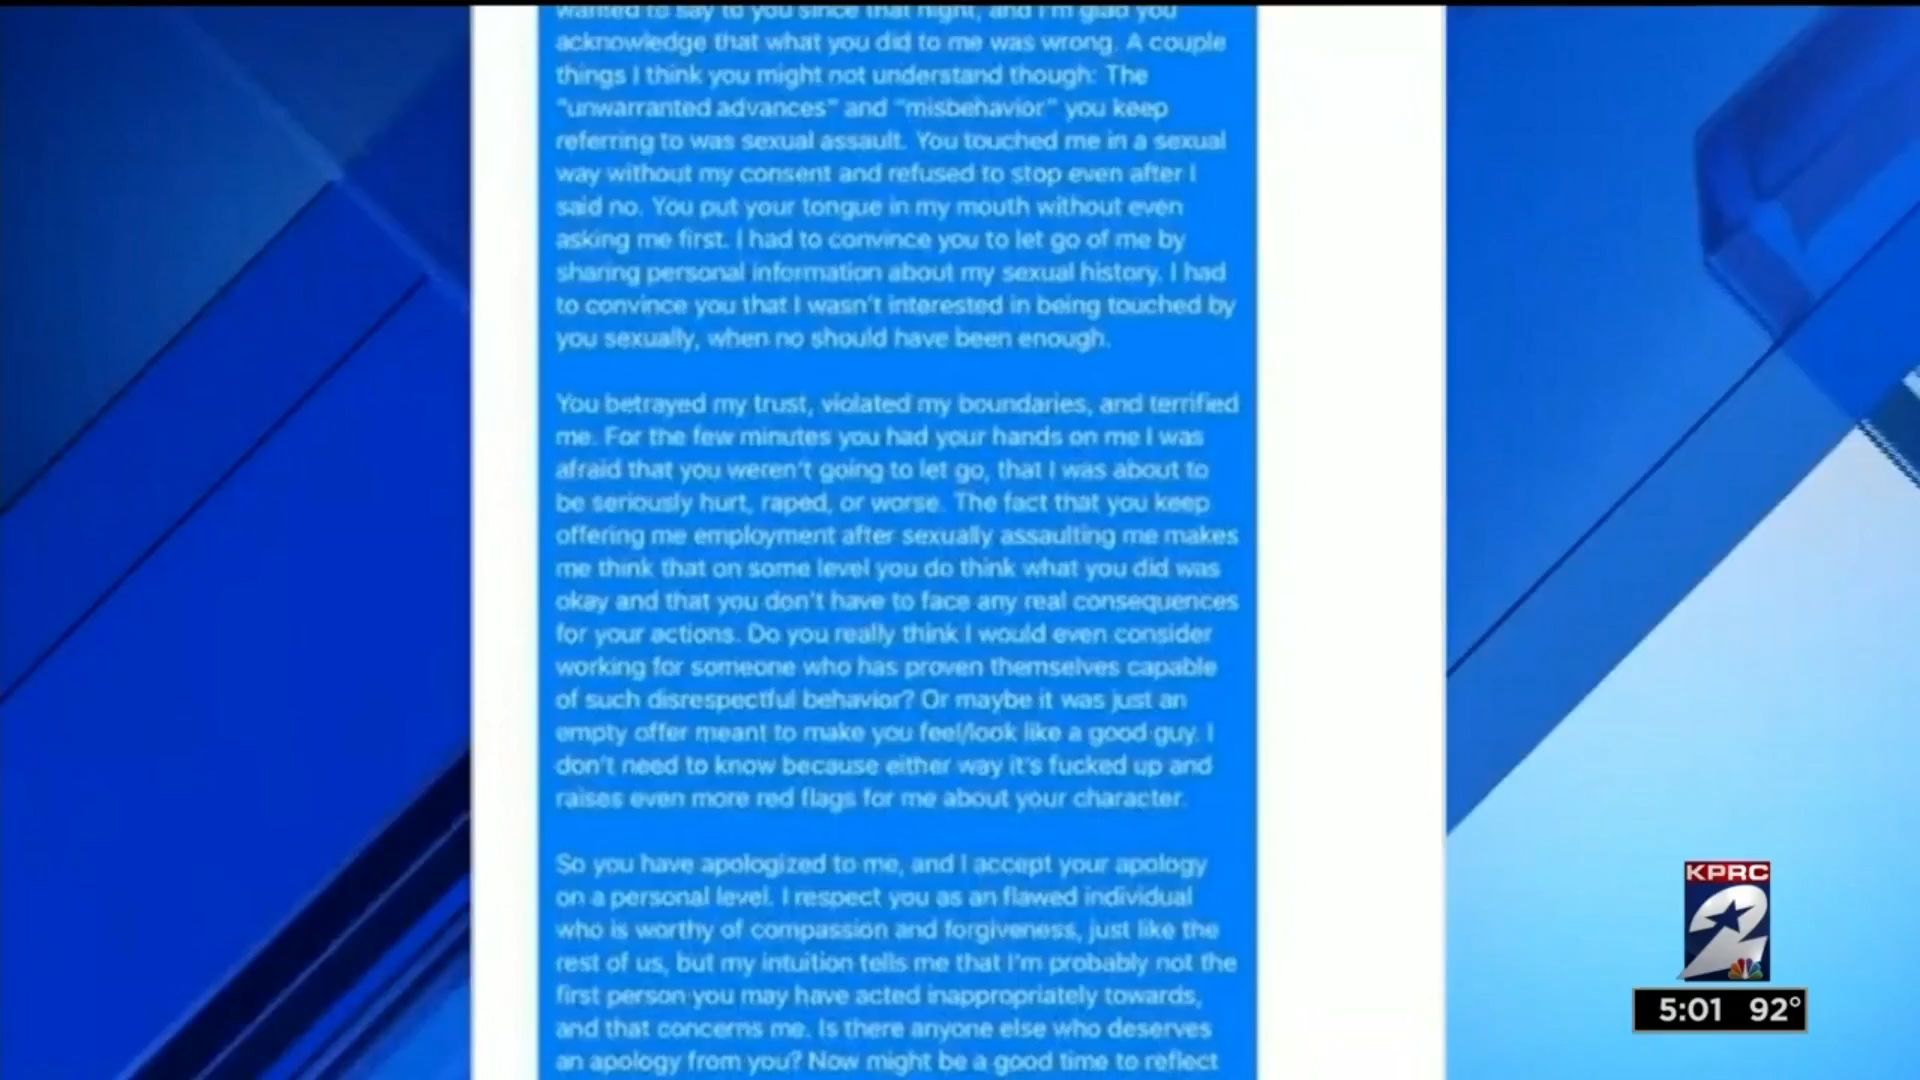 wanted to say to you since that night, and I'm glad you
acknowledge that what you did to me was wrong. A couple
things I think you might not understand though: The
"unwarranted advances" and "misbehavior" you keep
referring to was sexual assault. You touched me in a sexual
way without my consent and refused to stop even after I
said no. You put your tongue in my mouth without even
asking me first. I had to convince you to let go of me by
sharing personal information about my sexual history. I had
to convince you that I wasn't interested in being touched by
you sexually, when no should have been enough.
You betrayed my trust, violated my boundaries, and terrified
me. For the few minutes you had your hands on me I was
afraid that you weren't going to let go, that I was about to
be seriously hurt, raped, or worse. The fact that you keep
offering me employment after sexually assaulting me makes
me think that on some level you do think what you did was
okay and that you don't have to face any real consequences
for your actions. Do you really think I would even consider
working for someone who has proven themselves capable
of such disrespectful behavior? Or maybe it was just an
empty offer meant to make you feel/look like a good guy. I
don't need to know because either way it's fucked up and
raises even more red flags for me about your character.
So you have apologized to me, and I accept your apology
on a personal level. I respect you as an flawed individual
who is worthy of compassion and forgiveness, just like the
rest of us, but my intuition tells me that I'm probably not the
first person you may have acted inappropriately towards,
and that concerns me. Is there anyone else who deserves
an apology from you? Now might be a good time to reflect
KPRC
2
5:01 92°